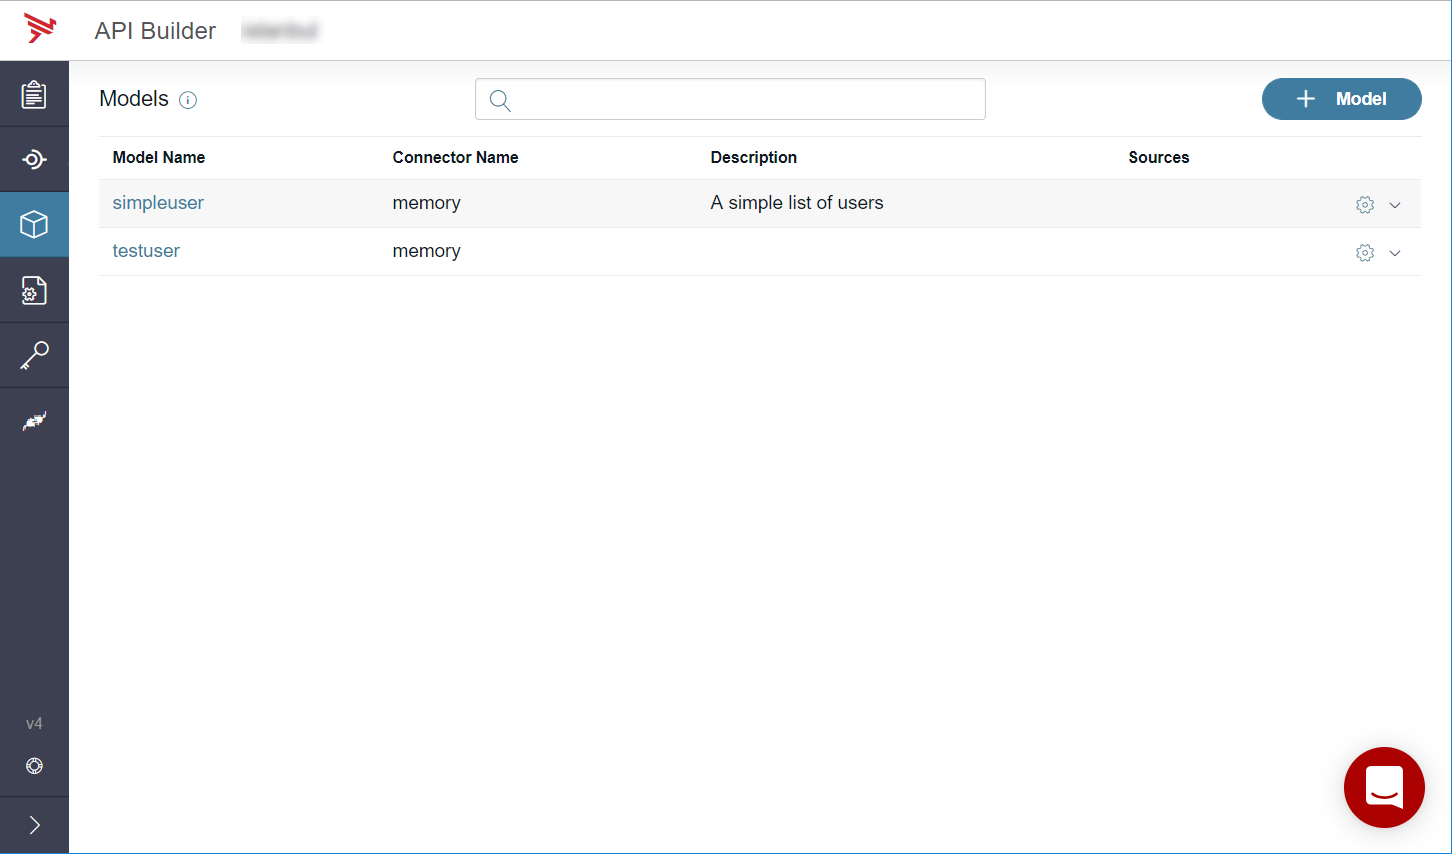 API Builder
Models
+ Model
Model Name Connector Name Description Sources
simpleuser memory A simple list of users
testuser memory
v4